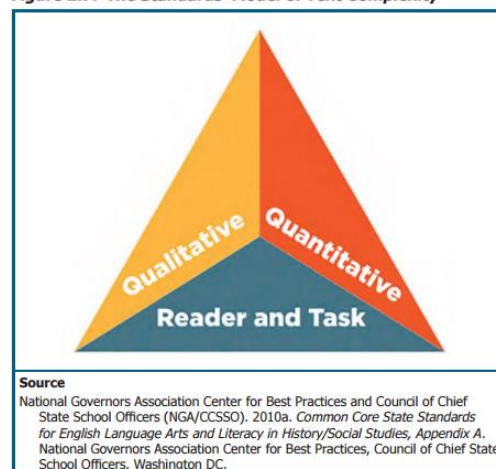 Qualitative
Quantitative
Reader and Task
Source
National Governors Association Center for Best Practices and Council of Chief
State School Officers (NGA/CCSSO). 2010a. Common Core State Standards
for English Language Arts and Literacy in History/Social Studies, Appendix A.
National Governors Association Center for Best Practices, Council of Chief State
School Officers, Washington DC.